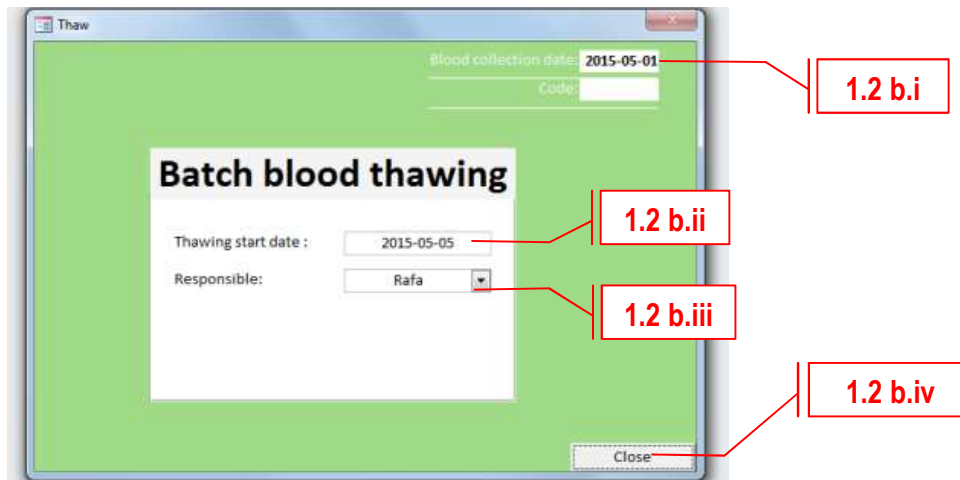 Thaw
Blood collection date: 2015-05-01
1.2 b.i
Code:
Batch blood thawing
1.2 b.ii
Thawing start date : 2015-05-05
Responsible: Rafa
1.2 b.iii
1.2 b.iv
Close